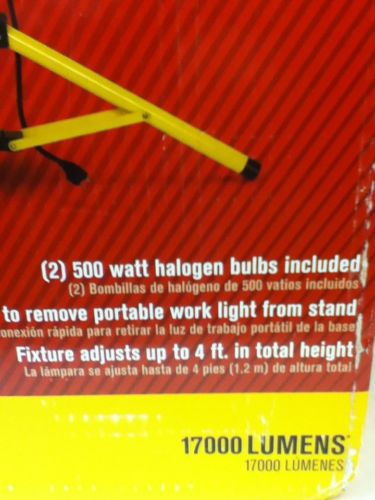 (2) 500 watt halogen bulbs included
(2) Bombillas de halógeno de 500 vatios incluidos
to remove portable work light from stand
conexión rápida para retirar la luz de trabajo portátil de la base
Fixture adjusts up to 4 ft. in total height
La lámpara se ajusta hasta de 4 pies (1.2 m) de altura total
17000 LUMENS
17000 LUMENES